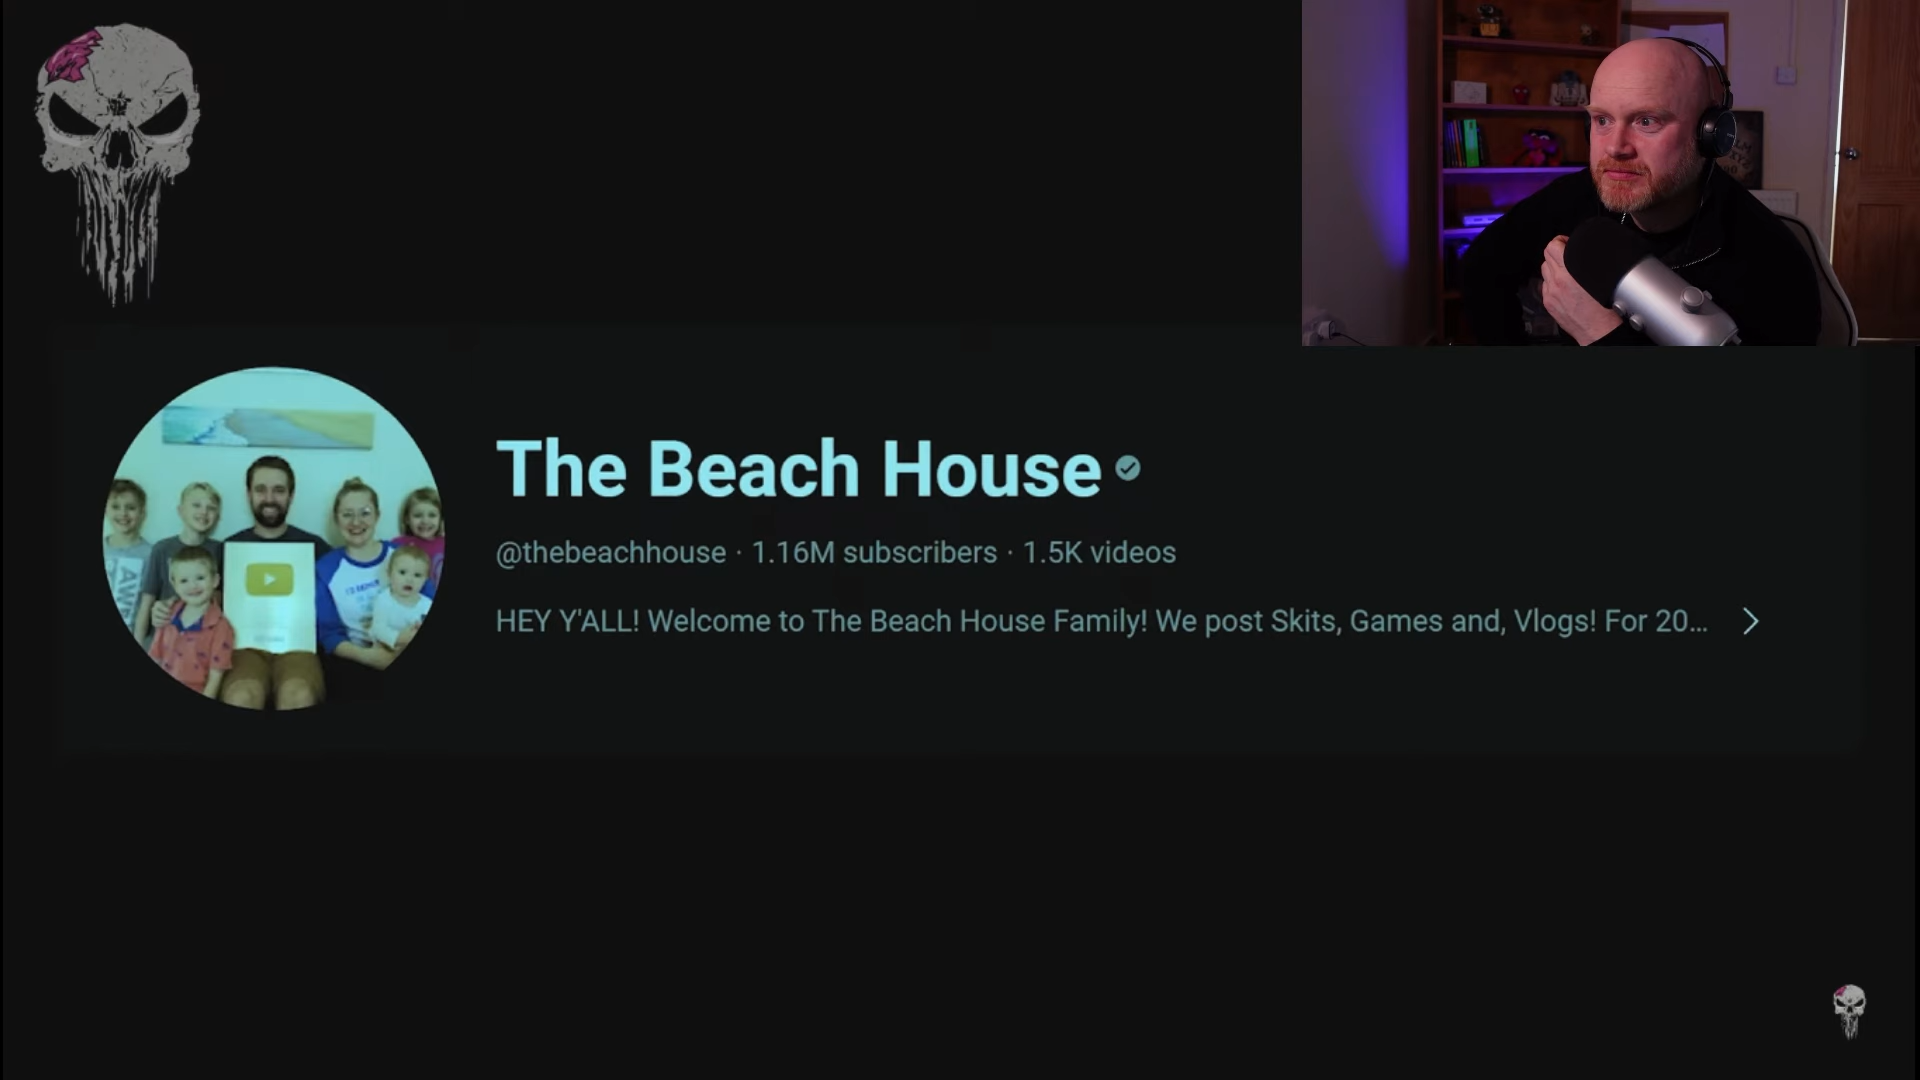 The Beach House
@thebeachhouse · 1.16M subscribers · 1.5K videos
HEY Y'ALL! Welcome to The Beach House Family! We post Skits, Games and, Vlogs! For 20...
AW